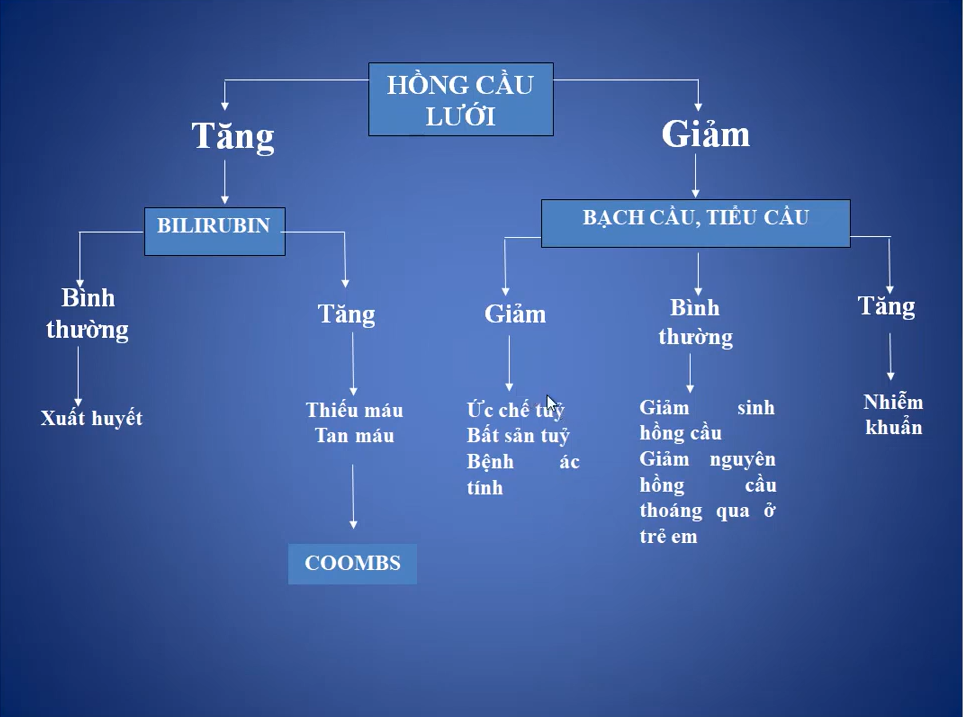 HỒNG CẦU
LƯỚI
Tăng
Giảm
BILIRUBIN
BẠCH CẦU, TIỂU CẦU
Bình
thường
Tăng
Giảm
Bình
thường
Tăng
Xuất huyết
Thiếu máu
Tan máu
Ức chế tuỷ
Bất sản tuỷ
Bệnh ác
tính
Giảm sinh
hồng cầu
Giảm nguyên
hồng cầu
thoáng qua ở
trẻ em
Nhiễm
khuẩn
COOMBS